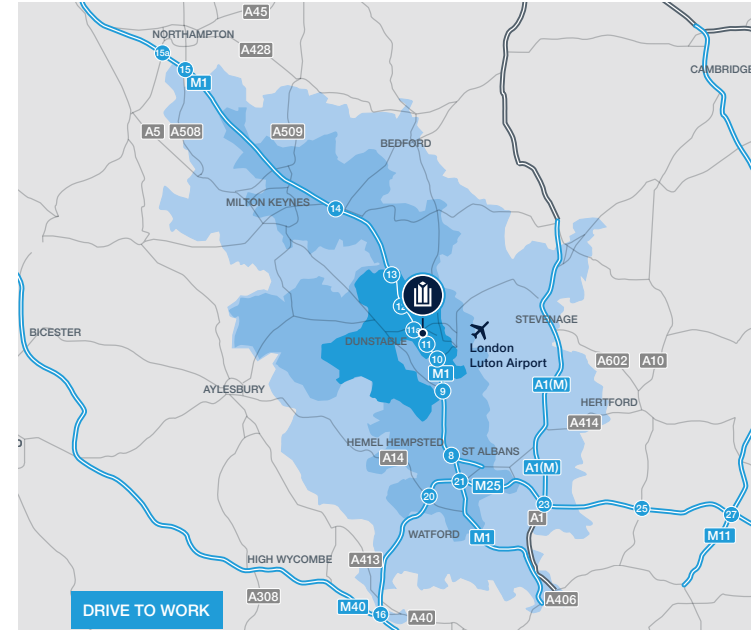 A45
NORTHAMPTON
A428
15a
15
M1
CAMBRIDGE
A5
A508
A509
BEDFORD
MILTON KEYNES
14
13
12
11a
STEVENAGE
BICESTER
DUNSTABLE
11
London
Luton Airport
10
M1
A602
A10
A1(M)
AYLESBURY
9
HERTFORD
A414
HEMEL HEMPSTED
ST ALBANS
8
A14
A1(M)
21
M25
20
23
25
27
A1
WATFORD
M1
M11
HIGH WYCOMBE
A413
A308
A406
DRIVE TO WORK
M40
16
A40